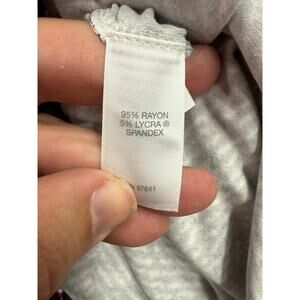 95% RAYON
5% LYCRA ®
SPANDEX
97641